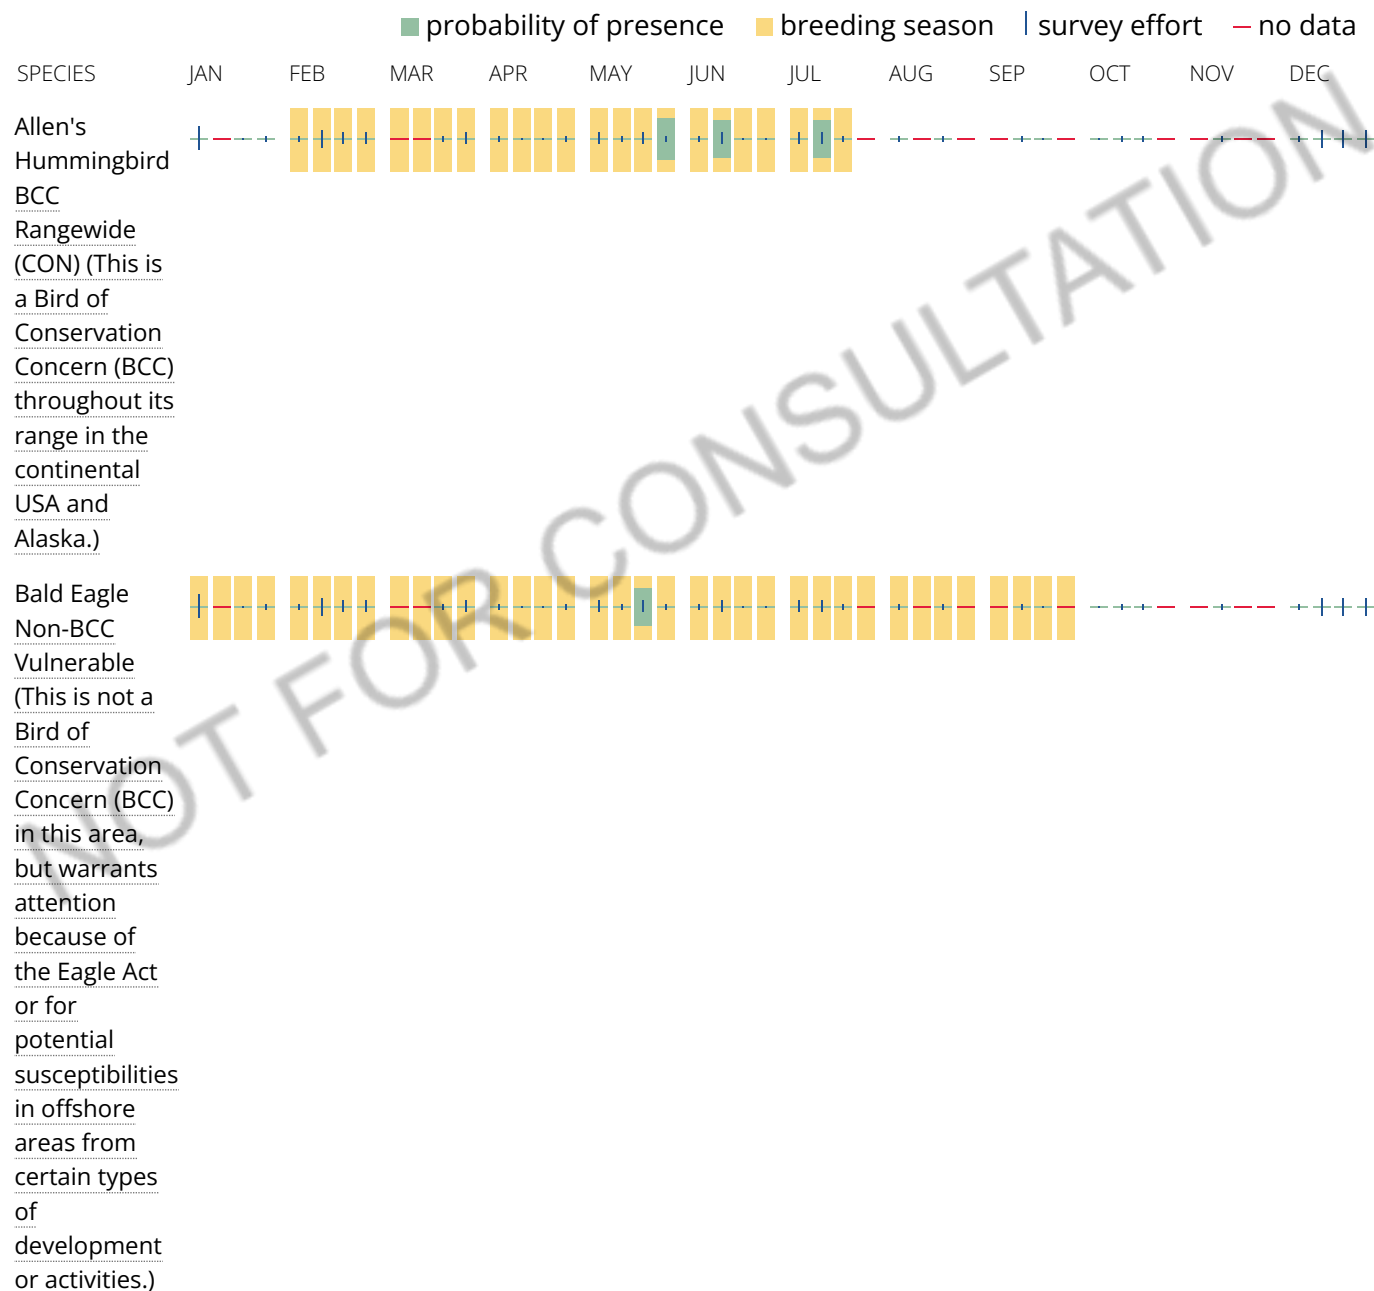 probability of presence breeding season survey effort no data
SPECIES JAN FEB MAR APR MAY JUN JUL AUG SEP OCT NOV DEC
Allen's
Hummingbird
BCC
Rangewide
(CON) (This is
a Bird of
Conservation
Concern (BCC)
throughout its
range in the
continental
USA and
Alaska.)
Bald Eagle
Non-BCC
Vulnerable
(This is not a
Bird of
Conservation
Concern (BCC)
in this area,
but warrants
attention
because of
the Eagle Act
or for
potential
susceptibilities
in offshore
areas from
certain types
of
development
or activities.)
NOT FOR CONSULTATION